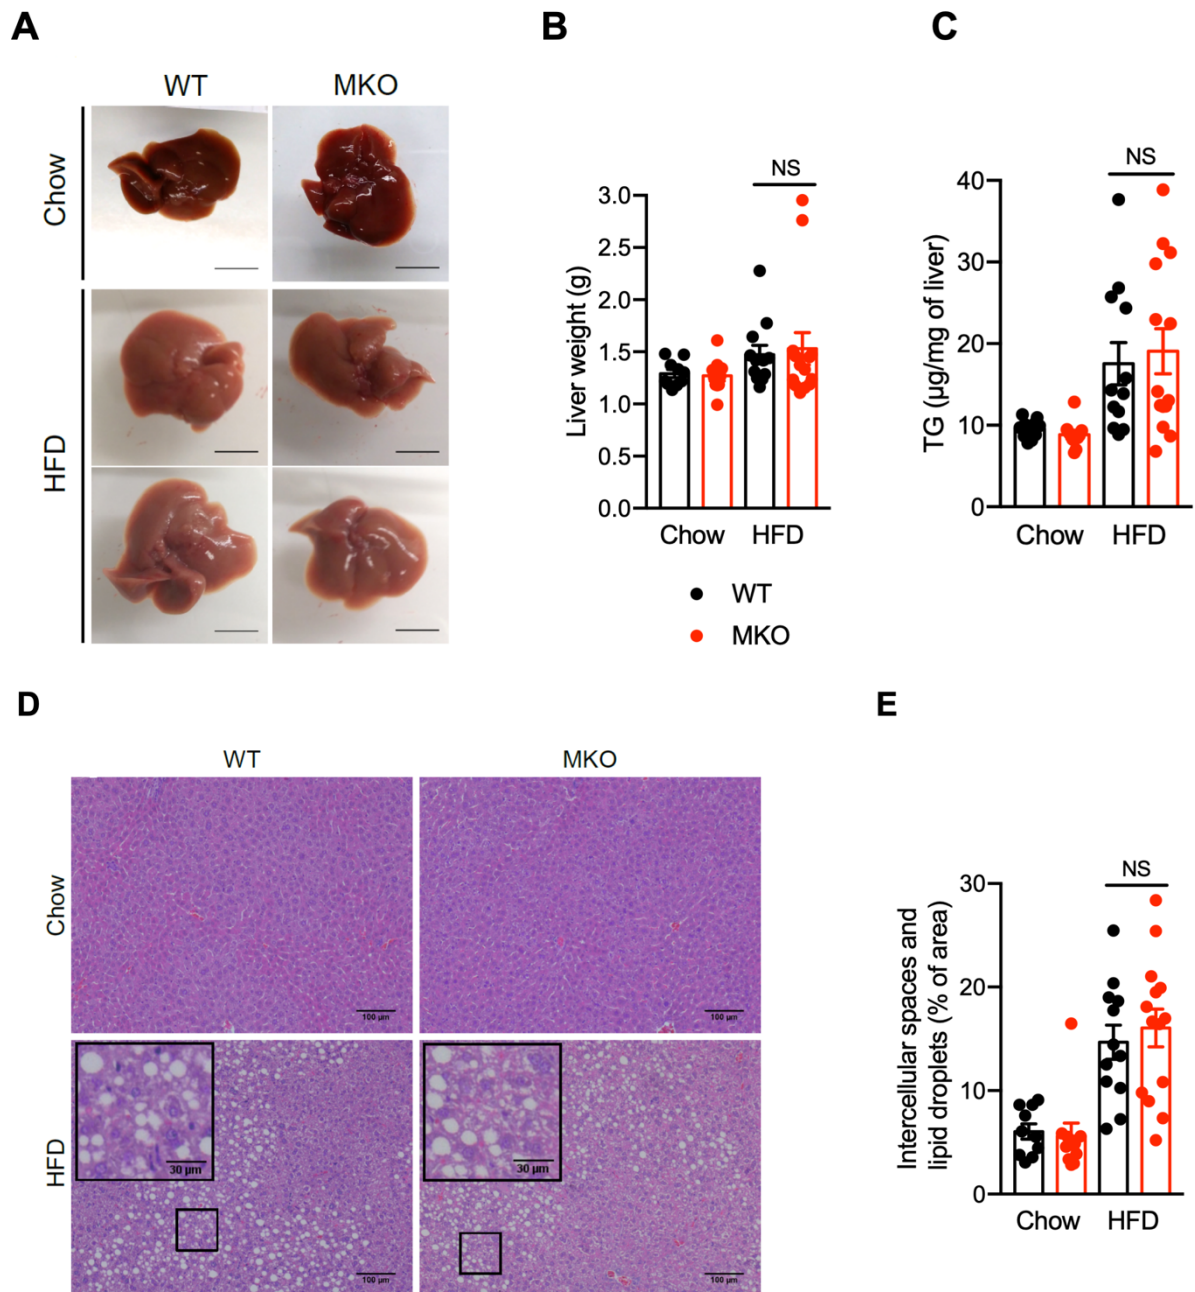 A
WT
MKO
Chow
HFD
B
Liver weight (g)
3.0
2.5
2.0
1.5
1.0
0.5
0.0
NS
Chow
HFD
WT
MKO
C
TG (µg/mg of liver)
40
30
20
10
0
NS
Chow
HFD
D
WT
MKO
Chow
100 µm
100 µm
HFD
30 µm
100 µm
30 µm
100 µm
E
Intercellular spaces and
lipid droplets (% of area)
30
20
10
0
NS
Chow
HFD